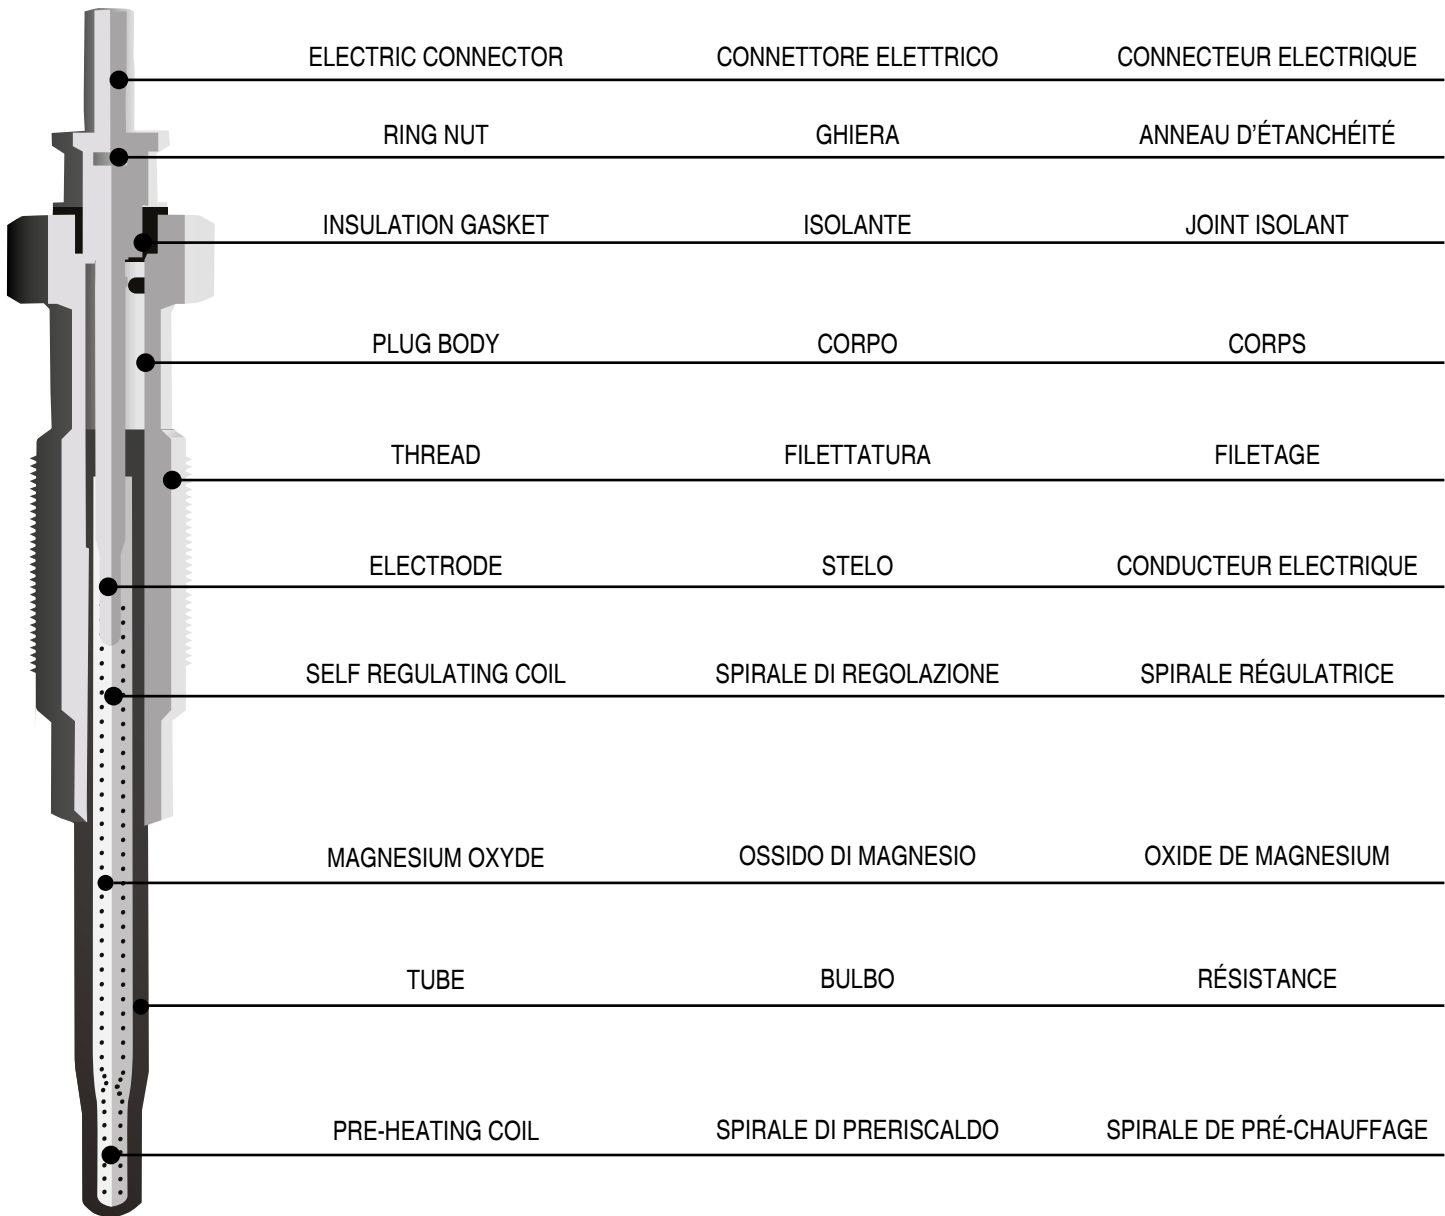 ELECTRIC CONNECTOR CONNETTORE ELETTRICO CONNECTEUR ELECTRIQUE
RING NUT GHIERA ANNEAU D'ÉTANCHÉITÉ
INSULATION GASKET ISOLANTE JOINT ISOLANT
PLUG BODY CORPO CORPS
THREAD FILETTATURA FILETAGE
ELECTRODE STELO CONDUCTEUR ELECTRIQUE
SELF REGULATING COIL SPIRALE DI REGOLAZIONE SPIRALE RÉGULATRICE
MAGNESIUM OXYDE OSSIDO DI MAGNESIO OXIDE DE MAGNESIUM
TUBE BULBO RÉSISTANCE
PRE-HEATING COIL SPIRALE DI PRERISCALDO SPIRALE DE PRÉ-CHAUFFAGE